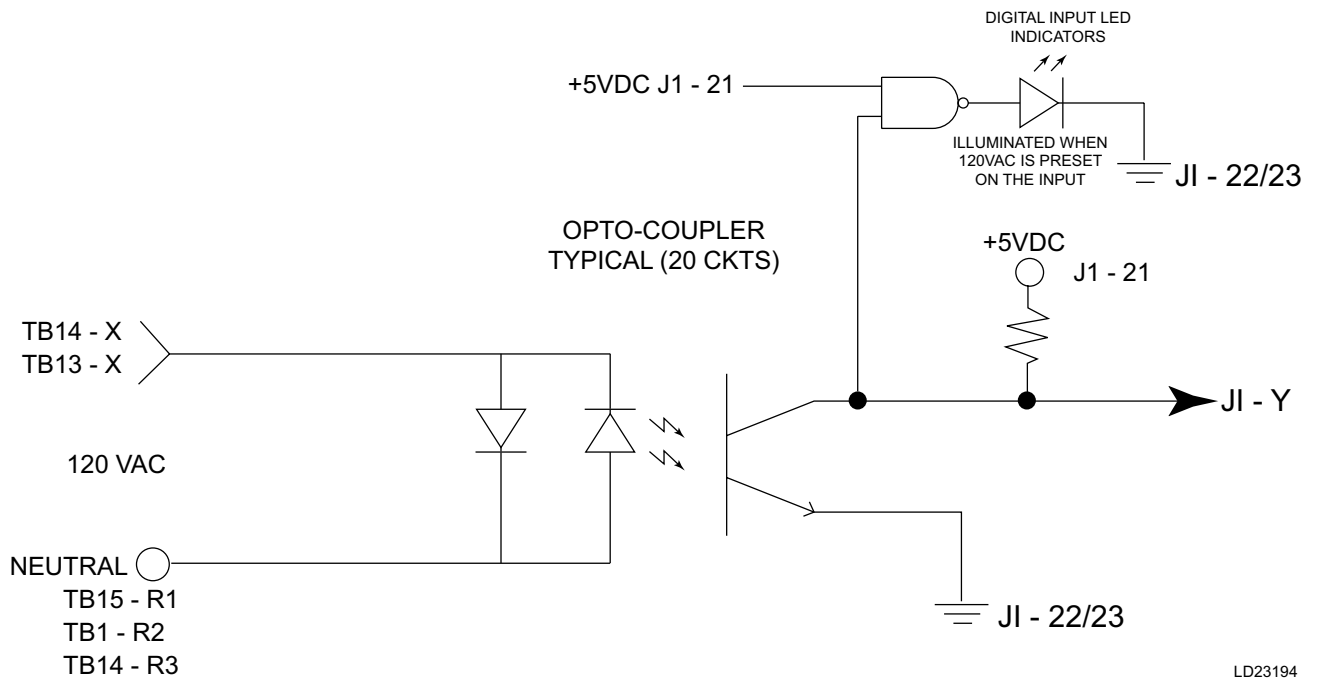 DIGITAL INPUT LED
INDICATORS
+5VDC J1 - 21
ILLUMINATED WHEN
120VAC IS PRESET
ON THE INPUT
JI - 22/23
OPTO-COUPLER
TYPICAL (20 CKTS)
+5VDC
J1 - 21
TB14 - X
TB13 - X
JI - Y
120 VAC
NEUTRAL
TB15 - R1
TB1 - R2
TB14 - R3
JI - 22/23
LD23194